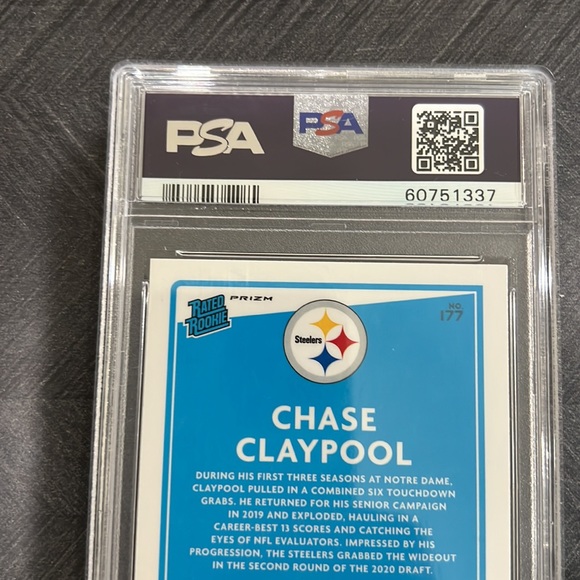 PSA
PSA
60751337
RATED
ROOKIE
PRIZM
Steelers
NO.
177
CHASE
CLAYPOOL
DURING HIS FIRST THREE SEASONS AT NOTRE DAME,
CLAYPOOL PULLED IN A COMBINED SIX TOUCHDOWN
GRABS. HE RETURNED FOR HIS SENIOR CAMPAIGN
IN 2019 AND EXPLODED, HAULING IN A
CAREER-BEST 13 SCORES AND CATCHING THE
EYES OF NFL EVALUATORS. IMPRESSED BY HIS
PROGRESSION, THE STEELERS GRABBED THE WIDEOUT
IN THE SECOND ROUND OF THE 2020 DRAFT.